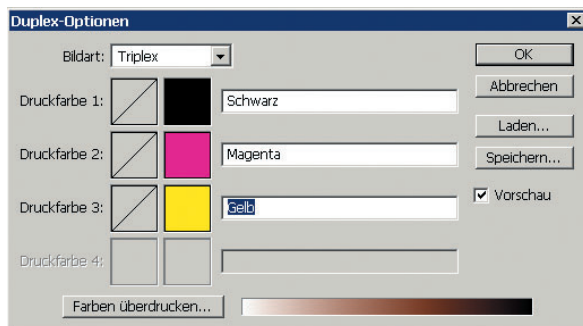 Duplex-Optionen
Bildart: Triplex
OK
Abbrechen
Druckfarbe 1: Schwarz
Laden...
Druckfarbe 2: Magenta
Speichern...
Vorschau
Druckfarbe 3: Gelb
Druckfarbe 4:
Farben überdrucken...